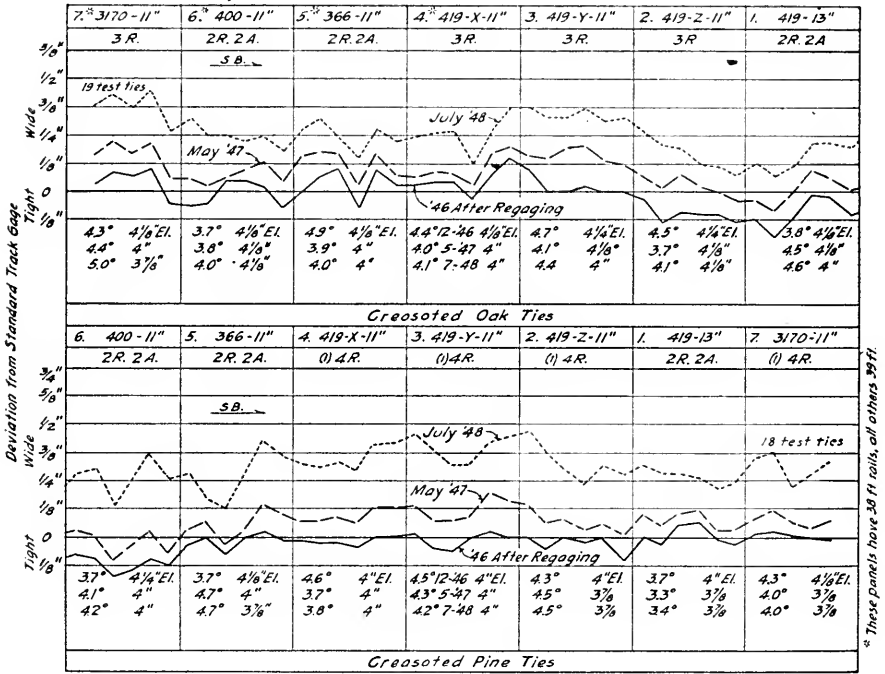 7.* 3170-11" 6.* 400-11" 5.* 366-11" 4.* 419-X-11" 3. 419-Y-11" 2. 419-Z-11" 1. 419-13"
3 R. 2R. 2A. 2R. 2A. 3R. 3 R. 3R 2R. 2A
S.B.
3/8"
1/2"
3/8"
1/4"
1/8"
0
1/8"
Wide
Tight
19 test ties
July '48
May '47
'46 After Regaging
4.3° 4 1/8" El. 3.7° 4 1/8" El. 4.9° 4 1/8" El. 4.4° 12-'46 4 1/8" El. 4.7° 4 1/4" El. 4.5° 4 1/4" El. 3.8° 4 1/8" El.
4.4° 4" 3.8° 4 1/8" 3.9° 4" 4.0° 5-'47 4" 4.1° 4 1/8" 3.7° 4 1/8" 4.5° 4 1/8"
5.0° 3 7/8" 4.0° 4 1/8" 4.0° 4" 4.1° 7-48 4" 4.4 4" 4.1° 4 1/8" 4.6° 4"
Creosoted Oak Ties
Deviation from Standard Track Gage
6. 400-11" 5. 366-11" 4. 419-X-11" 3. 419-Y-11" 2. 419-Z-11" 1. 419-13" 7. 3170-11"
2R. 2A. 2R. 2A. (1) 4R. (1) 4R. (1) 4R. 2R. 2A. (1) 4R.
3/4"
5/8"
1/2"
3/8"
1/4"
1/8"
0
1/8"
Wide
Tight
S.B.
July '48
18 test ties
May '47
'46 After Regaging
3.7° 4 1/4" El. 3.7° 4 1/8" El. 4.6° 4" El. 4.5° 12-'46 4" El. 4.3° 4" El. 3.7° 4" El. 4.3° 4 1/8" El.
4.1° 4" 4.7° 4" 3.7° 4" 4.3° 5-'47 4" 4.5° 3 7/8 3.3° 3 7/8 4.0° 3 7/8
4.2° 4" 4.7° 3 7/8" 3.8° 4" 4.2° 7-48 4" 4.5° 3 7/8 3.4° 3 7/8 4.0° 3 7/8
Creosoted Pine Ties
* These panels have 38 ft rails, all others 39 ft.